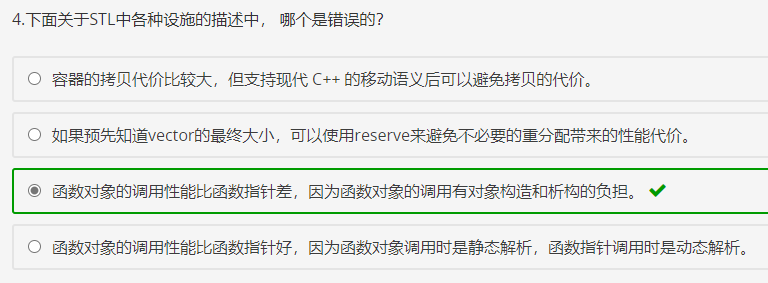 4.下面关于STL中各种设施的描述中， 哪个是错误的？
容器的拷贝代价比较大，但支持现代 C++ 的移动语义后可以避免拷贝的代价。
如果预先知道vector的最终大小，可以使用reserve来避免不必要的重分配带来的性能代价。
函数对象的调用性能比函数指针差，因为函数对象的调用有对象构造和析构的负担。
函数对象的调用性能比函数指针好，因为函数对象调用时是静态解析，函数指针调用时是动态解析。